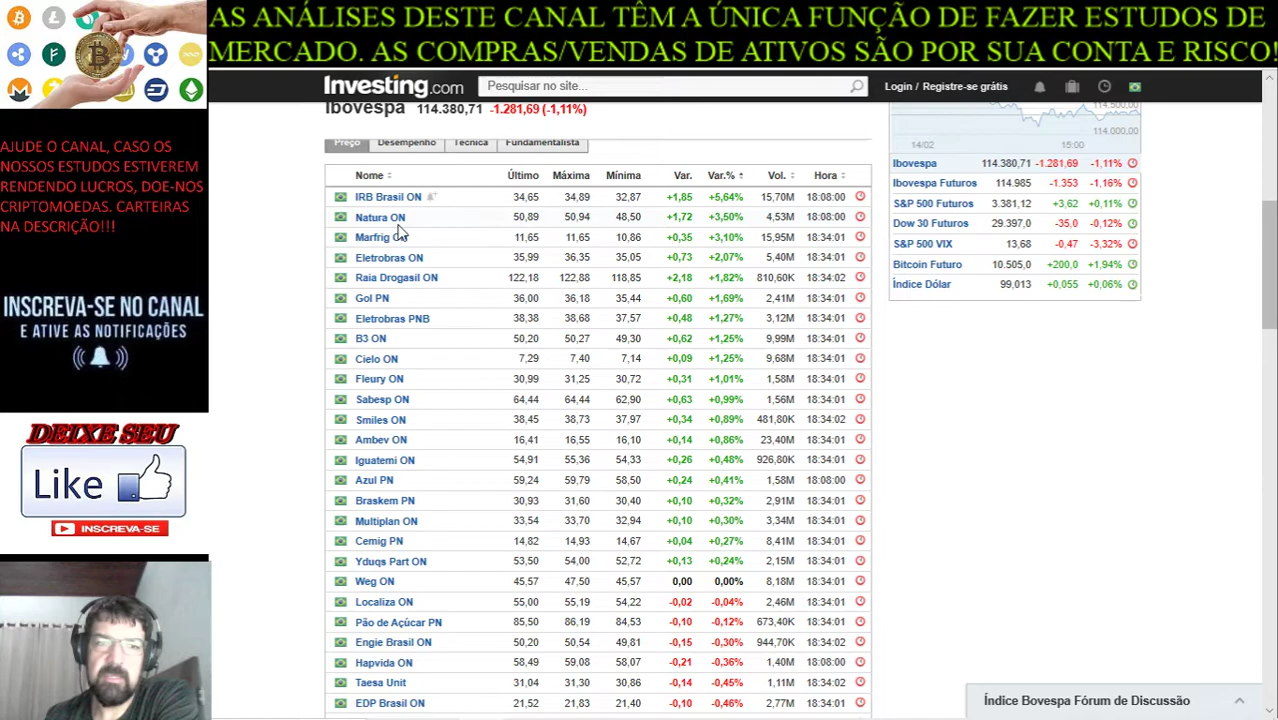 AS ANÁLISES DESTE CANAL TÊM A ÚNICA FUNÇÃO DE FAZER ESTUDOS DE
MERCADO. AS COMPRAS/VENDAS DE ATIVOS SÃO POR SUA CONTA E RISCO!
AJUDE O CANAL, CASO OS
NOSSOS ESTUDOS ESTIVEREM
RENDENDO LUCROS, DOE-NOS
CRIPTOMOEDAS. CARTEIRAS
NA DESCRIÇÃO!!!
INSCREVA-SE NO CANAL
E ATIVE AS NOTIFICAÇÕES
DEIXE SEU
Like
INSCREVA-SE
Investing.com
Pesquisar no site...
Login / Registre-se grátis
Ibovespa 114.380,71 -1.281,69 (-1,11%)
Preço Desempenho Técnica Fundamentalista
Nome Último Máxima Mínima Var. Var.% Vol. Hora
IRB Brasil ON 34,65 34,89 32,87 +1,85 +5,64% 15,70M 18:08:00
Natura ON 50,89 50,94 48,50 +1,72 +3,50% 4,53M 18:08:00
Marfrig 11,65 11,65 10,86 +0,35 +3,10% 15,95M 18:34:01
Eletrobras ON 35,99 36,35 35,05 +0,73 +2,07% 5,40M 18:34:01
Raia Drogasil ON 122,18 122,88 118,85 +2,18 +1,82% 810,60K 18:34:02
Gol PN 36,00 36,18 35,44 +0,60 +1,69% 2,41M 18:34:01
Eletrobras PNB 38,38 38,68 37,57 +0,48 +1,27% 3,12M 18:34:01
B3 ON 50,20 50,27 49,30 +0,62 +1,25% 9,99M 18:34:01
Cielo ON 7,29 7,40 7,14 +0,09 +1,25% 9,68M 18:34:01
Fleury ON 30,99 31,25 30,72 +0,31 +1,01% 1,58M 18:34:01
Sabesp ON 64,44 64,44 62,90 +0,63 +0,99% 1,56M 18:34:01
Smiles ON 38,45 38,73 37,97 +0,34 +0,89% 481,80K 18:34:02
Ambev ON 16,41 16,55 16,10 +0,14 +0,86% 23,40M 18:34:01
Iguatemi ON 54,91 55,36 54,33 +0,26 +0,48% 926,80K 18:34:01
Azul PN 59,24 59,79 58,50 +0,24 +0,41% 1,58M 18:08:00
Braskem PN 30,93 31,60 30,40 +0,10 +0,32% 2,91M 18:34:01
Multiplan ON 33,54 33,70 32,94 +0,10 +0,30% 3,34M 18:34:01
Cemig PN 14,82 14,93 14,67 +0,04 +0,27% 8,41M 18:34:01
Yduqs Part ON 53,50 54,00 52,72 +0,13 +0,24% 2,15M 18:34:01
Weg ON 45,57 47,50 45,57 0,00 0,00% 8,18M 18:34:01
Localiza ON 55,00 55,19 54,22 -0,02 -0,04% 2,46M 18:34:01
Pão de Açúcar PN 85,50 86,19 84,53 -0,10 -0,12% 673,40K 18:34:01
Engie Brasil ON 50,20 50,54 49,81 -0,15 -0,30% 944,70K 18:34:02
Hapvida ON 58,49 59,08 58,07 -0,21 -0,36% 1,40M 18:08:00
Taesa Unit 31,04 31,30 30,86 -0,14 -0,45% 1,11M 18:34:02
EDP Brasil ON 21,52 21,83 21,40 -0,10 -0,46% 2,77M 18:34:01
114.500,00
114.000,00
14/02 15:00
Ibovespa 114.380,71 -1.281,69 -1,11%
Ibovespa Futuros 114.985 -1.353 -1,16%
S&P 500 Futuros 3.381,12 +3,62 +0,11%
Dow 30 Futuros 29.397,0 -35,0 -0,12%
S&P 500 VIX 13,68 -0,47 -3,32%
Bitcoin Futuro 10.505,0 +200,0 +1,94%
Índice Dólar 99,013 +0,055 +0,06%
Índice Bovespa Fórum de Discussão